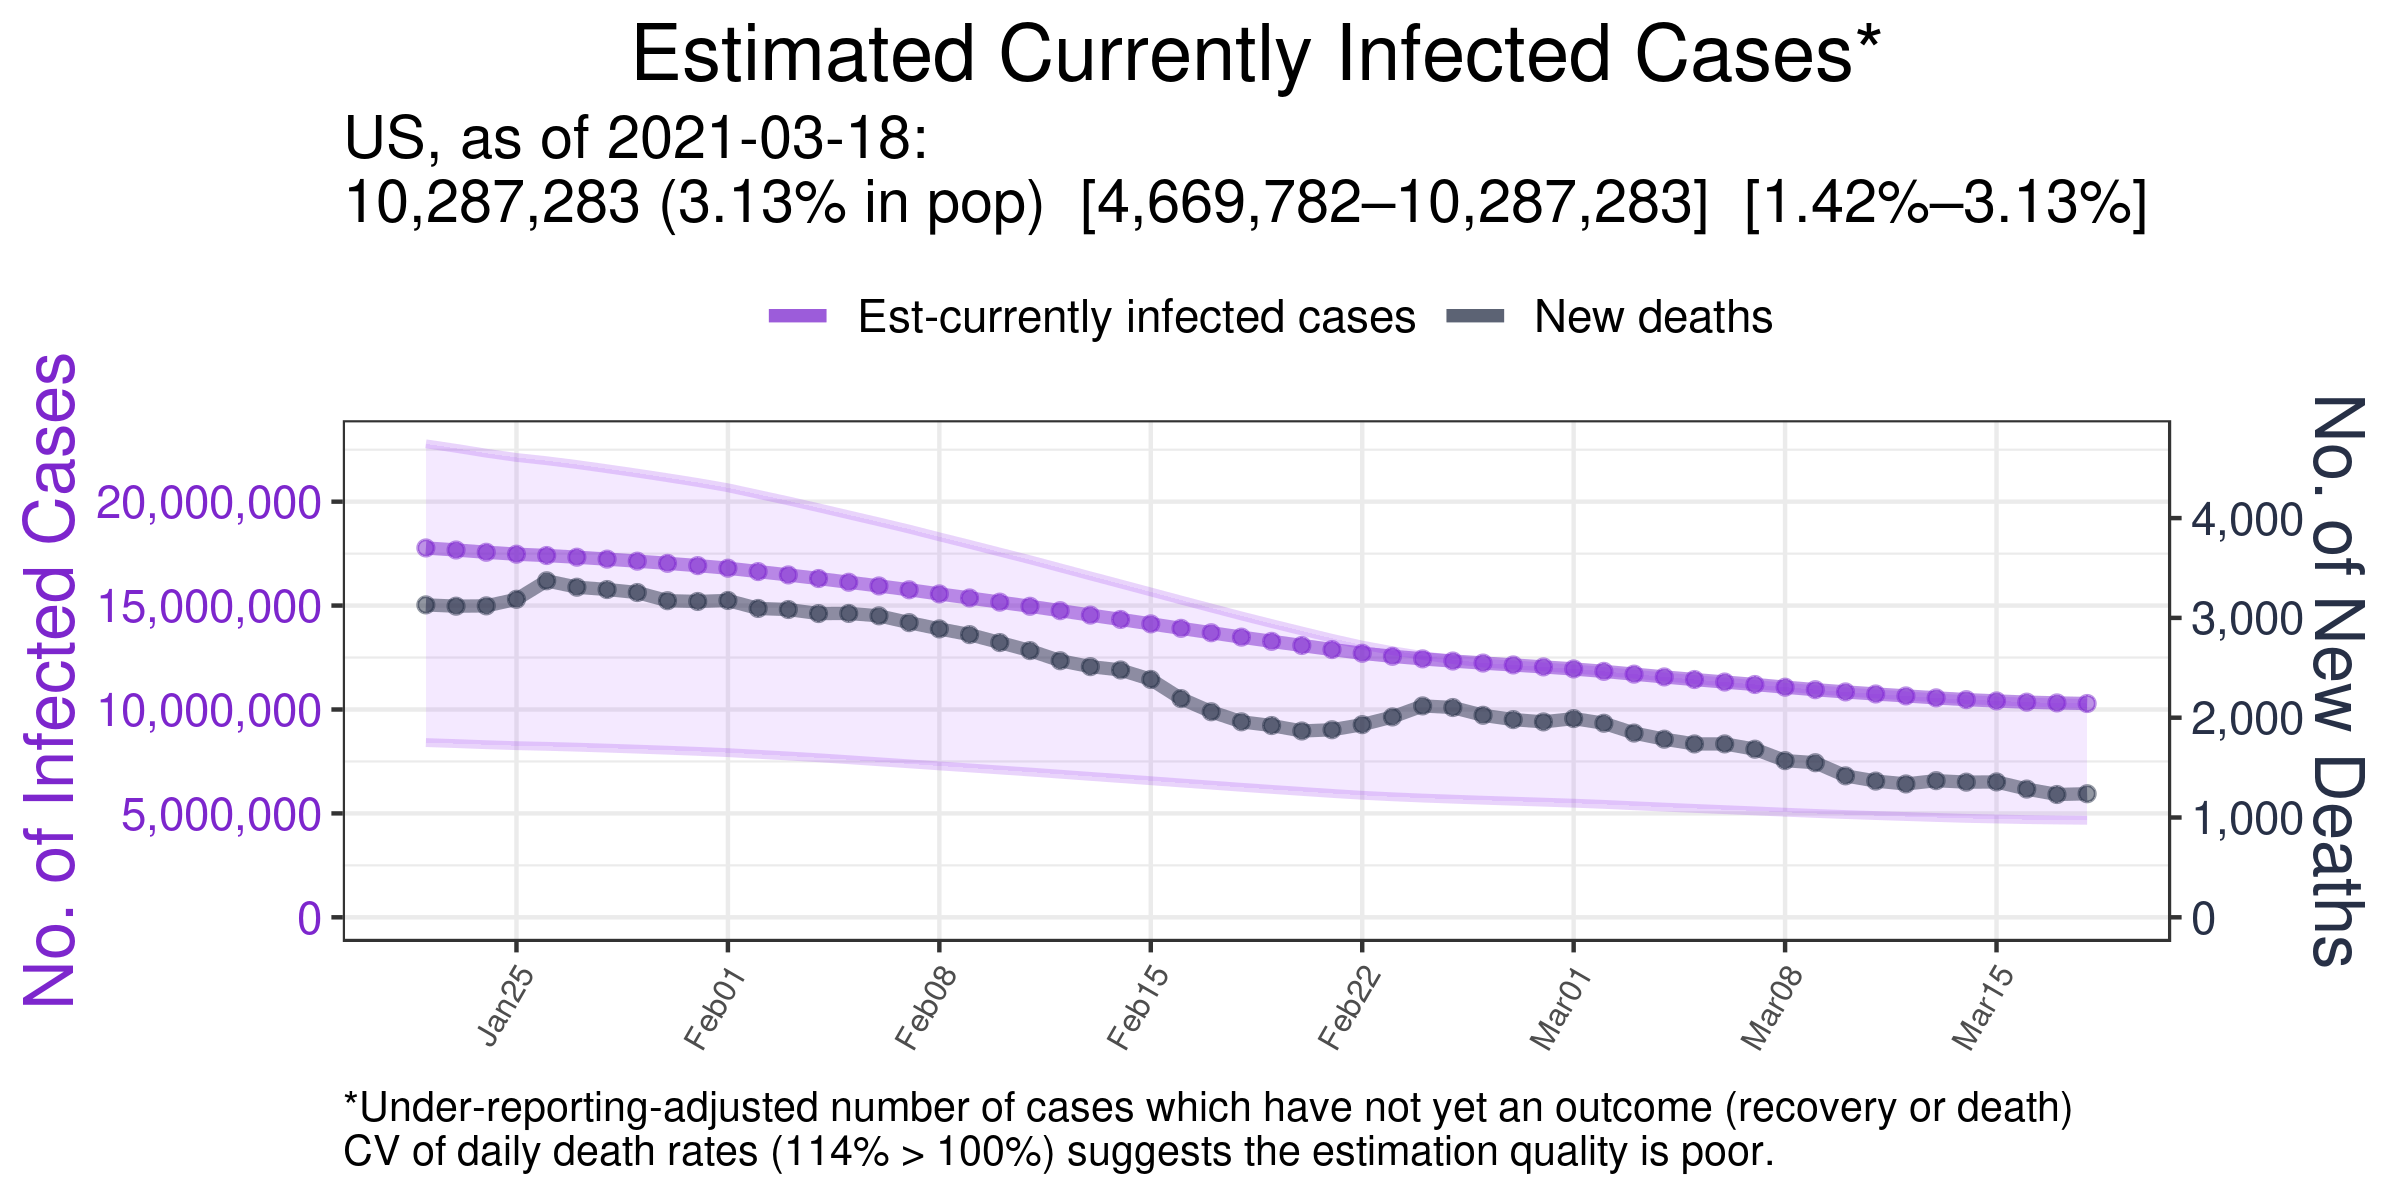 Estimated Currently Infected Cases*
US, as of 2021-03-18:
10,287,283 (3.13% in pop)  [4,669,782–10,287,283]  [1.42%–3.13%]
Est-currently infected cases
New deaths
No. of Infected Cases
20,000,000
15,000,000
10,000,000
5,000,000
0
4,000
3,000
2,000
1,000
0
No. of New Deaths
Jan25
Feb01
Feb08
Feb15
Feb22
Mar01
Mar08
Mar15
*Under-reporting-adjusted number of cases which have not yet an outcome (recovery or death)
CV of daily death rates (114% > 100%) suggests the estimation quality is poor.